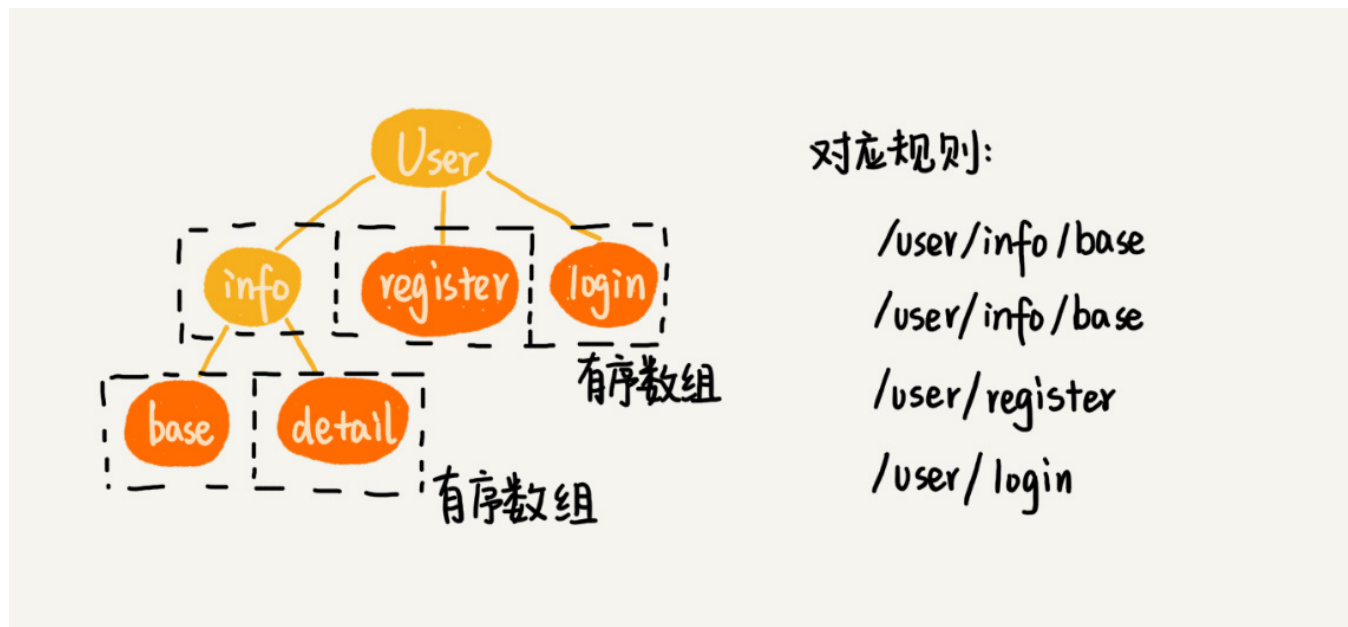 User
info
register
login
有序数组
base
detail
有序数组
对应规则:
/user/info/base
/user/info/base
/user/register
/user/login